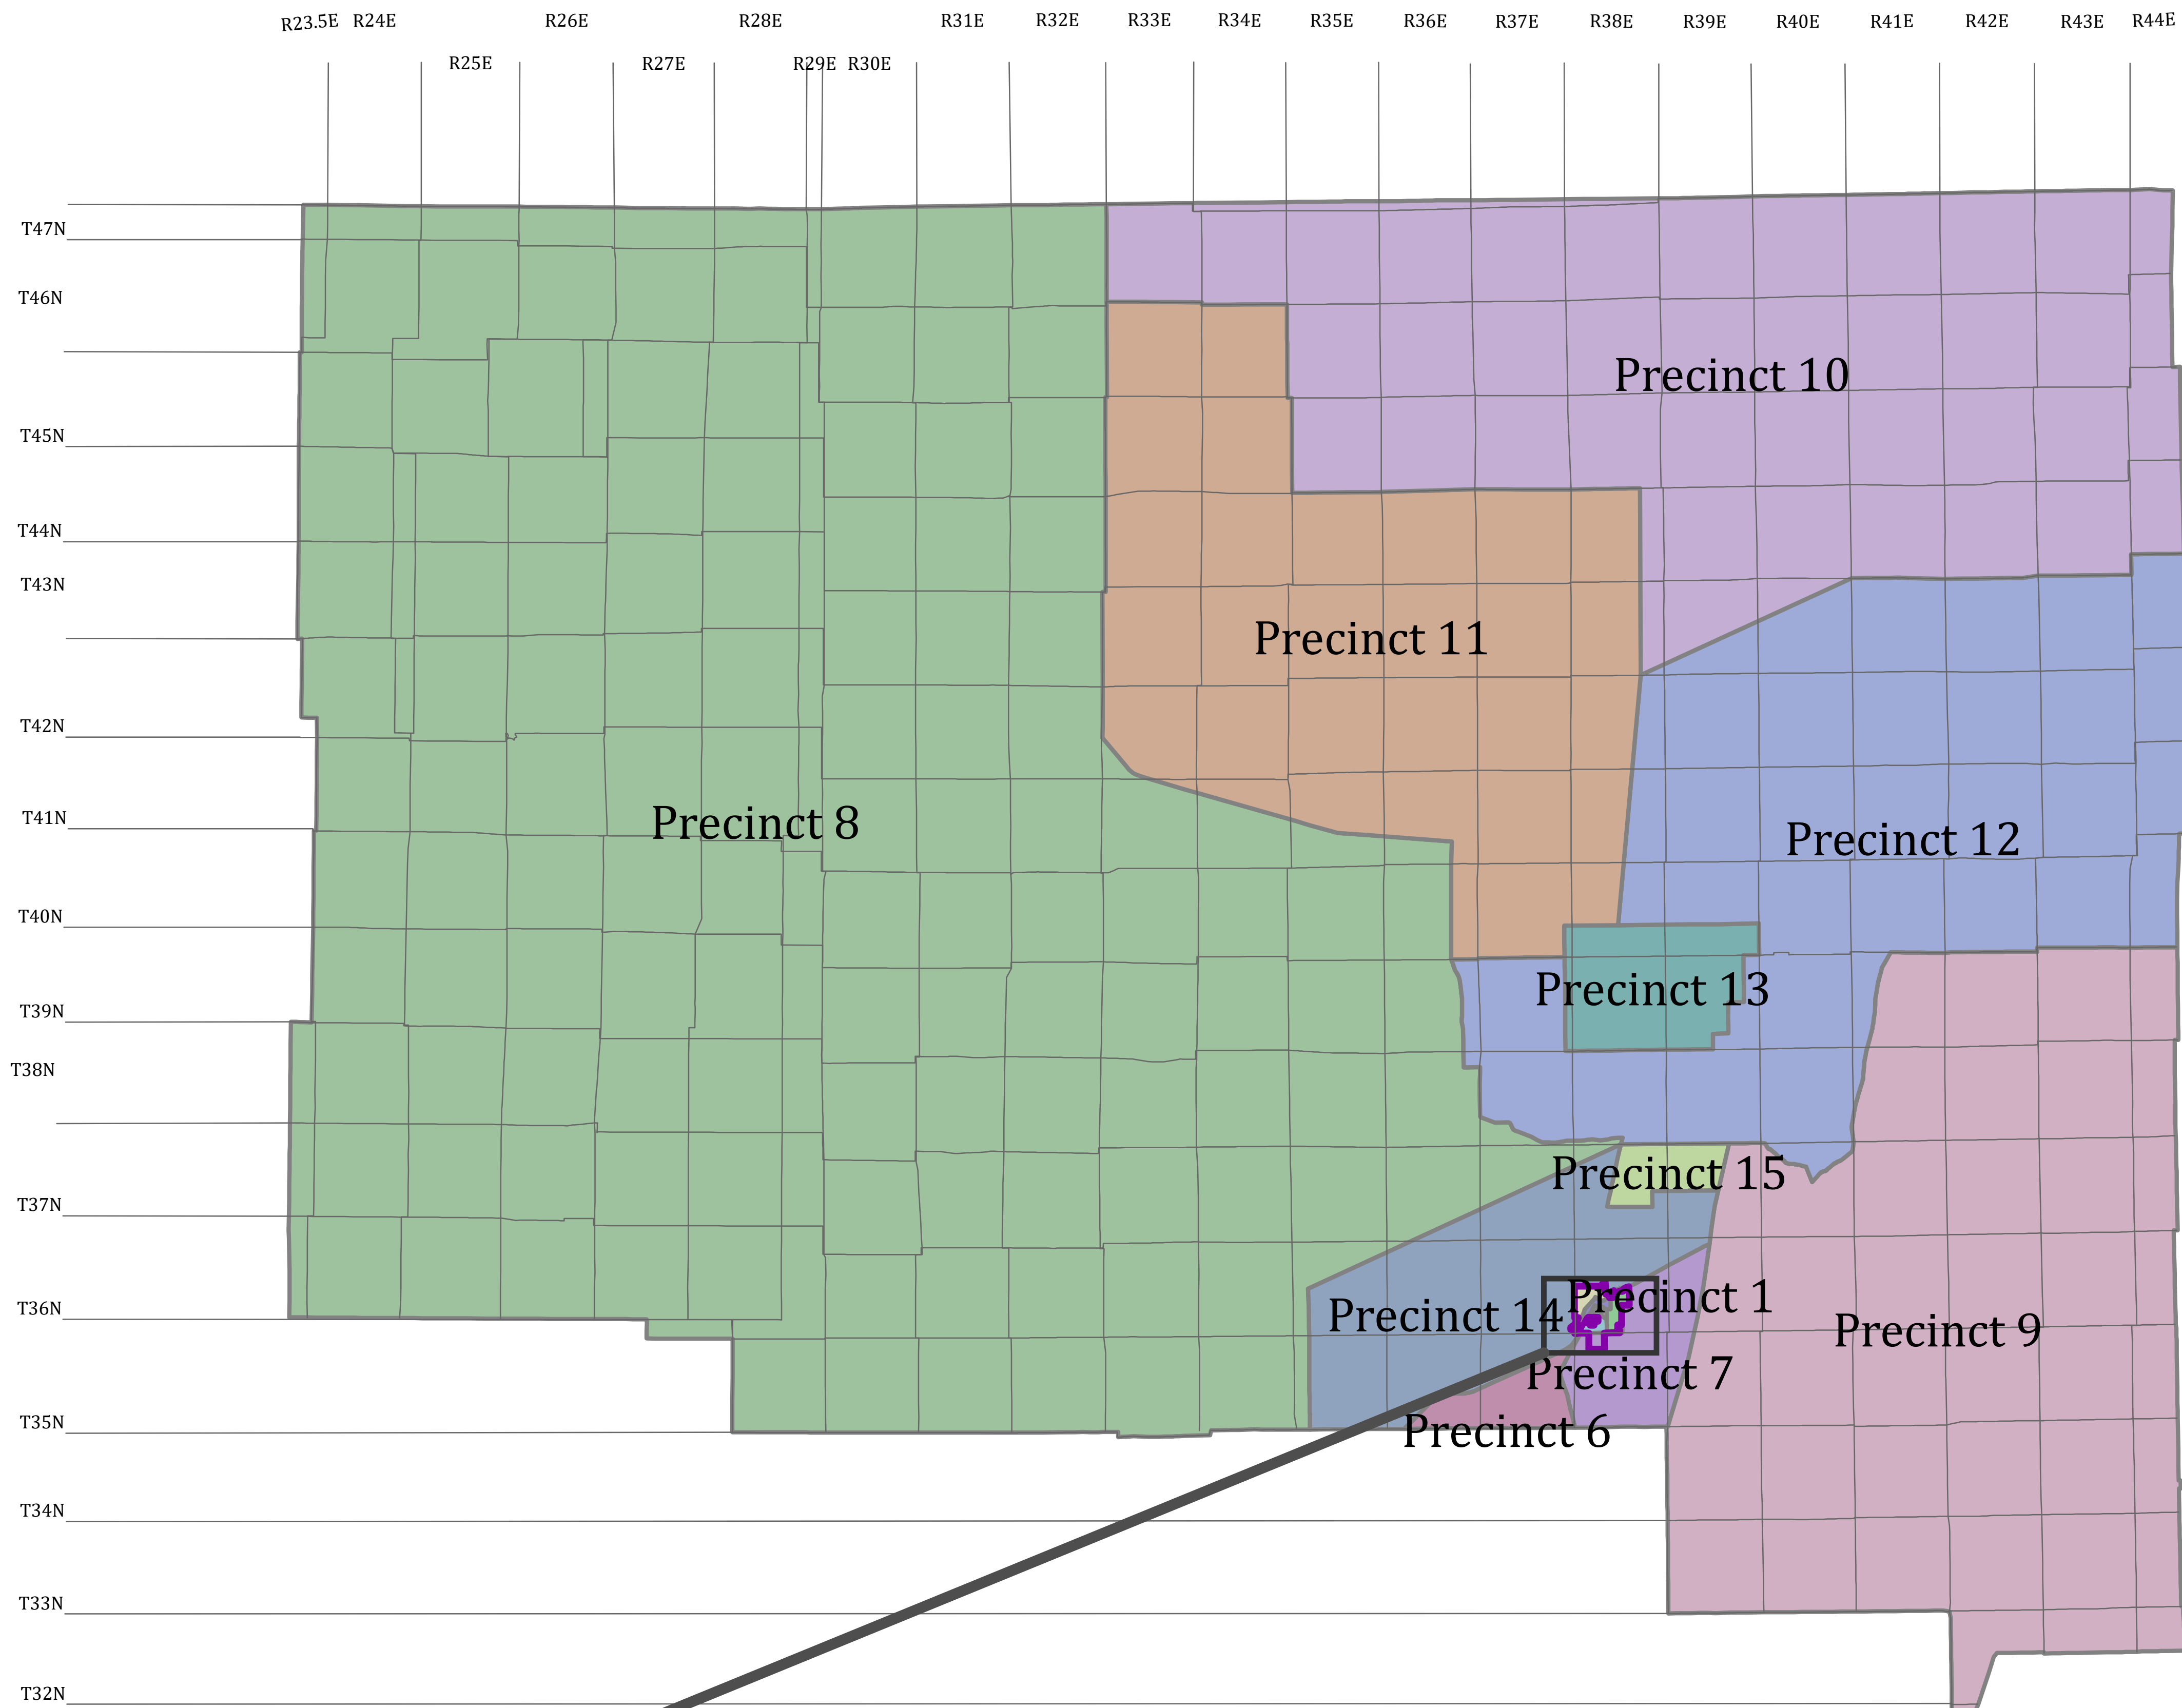 R23.5E R24E R26E R28E R31E R32E R33E R34E R35E R36E R37E R38E R39E R40E R41E R42E R43E R44E
R25E R27E R29E R30E
T47N
T46N
Precinct 10
T45N
T44N
T43N
Precinct 11
T42N
T41N
Precinct 8
Precinct 12
T40N
Precinct 13
T39N
T38N
Precinct 15
T37N
Precinct 1
T36N
Precinct 14
Precinct 9
Precinct 7
T35N
Precinct 6
T34N
T33N
T32N